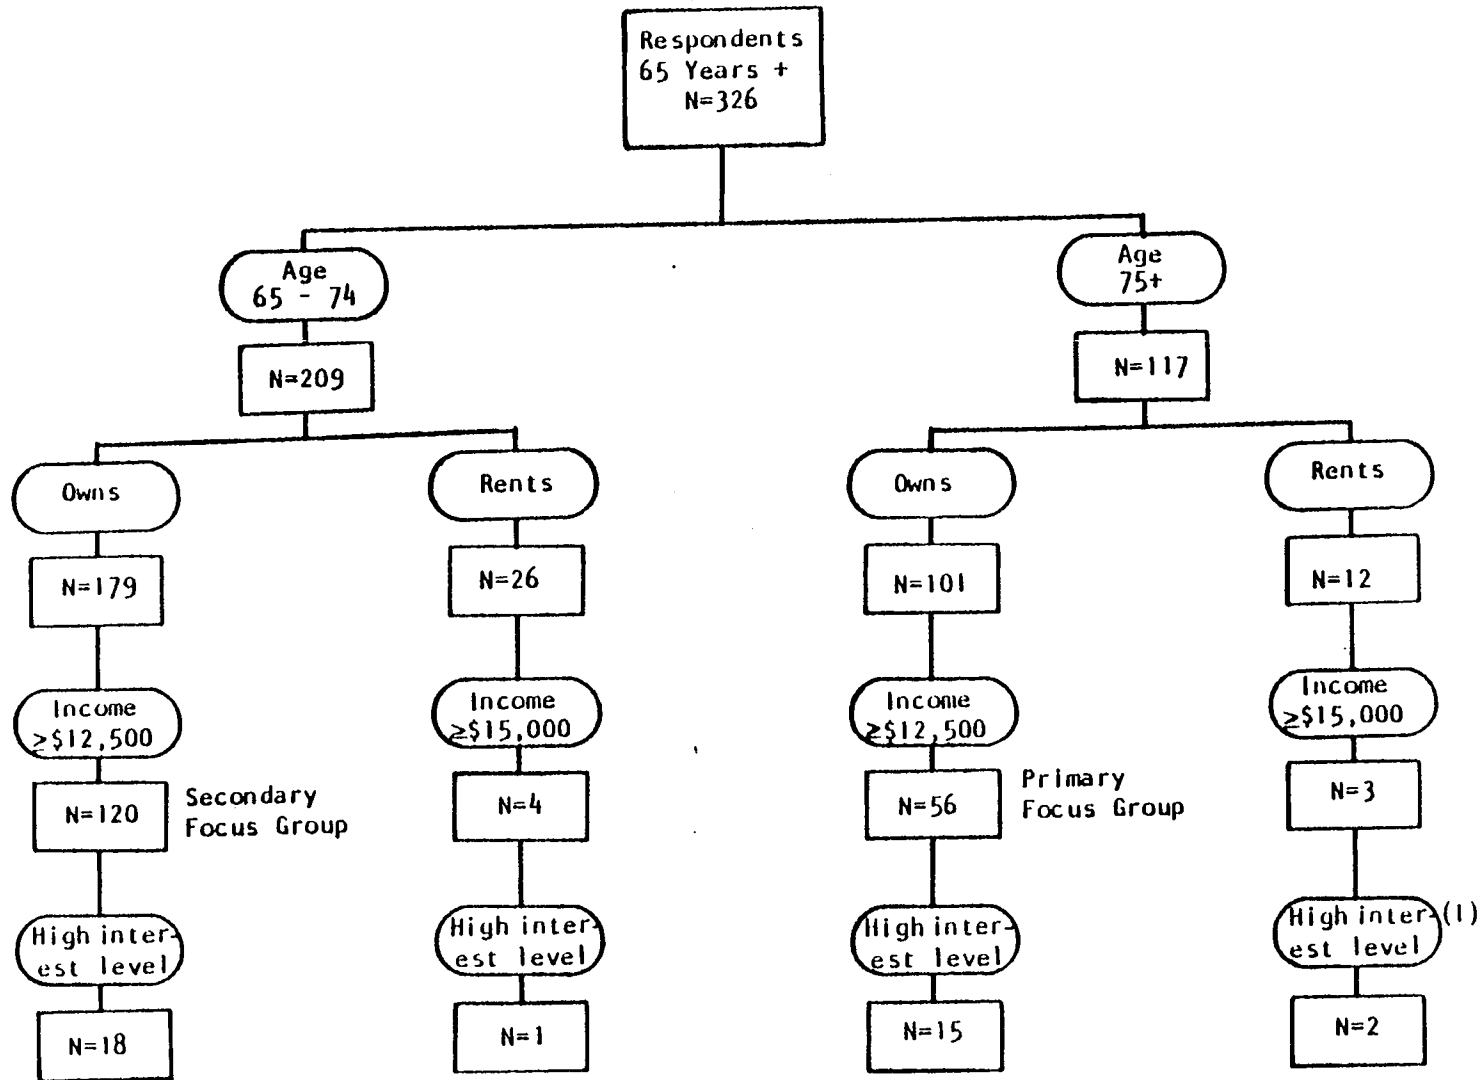 Respondents
65 Years +
N=326
Age
65 - 74
Age
75+
N=209
N=117
Owns
Rents
Owns
Rents
N=179
N=26
N=101
N=12
Income
≥$12,500
Income
≥$15,000
Income
≥$12,500
Income
≥$15,000
N=120
Secondary
Focus Group
N=4
N=56
Primary
Focus Group
N=3
High inter-
est level
High inter-
est level
High inter-
est level
High inter-(1)
est level
N=18
N=1
N=15
N=2